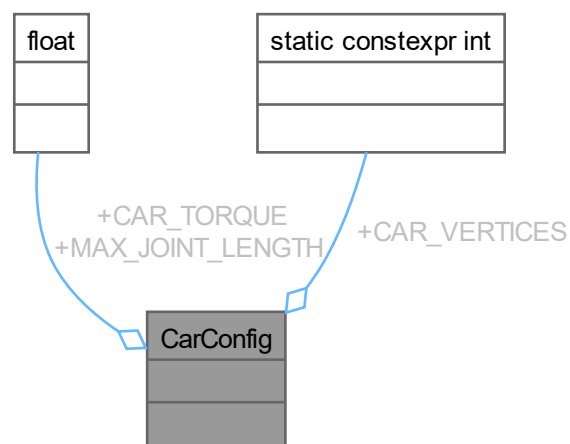 float
static constexpr int
+CAR_TORQUE
+MAX_JOINT_LENGTH
+CAR_VERTICES
CarConfig